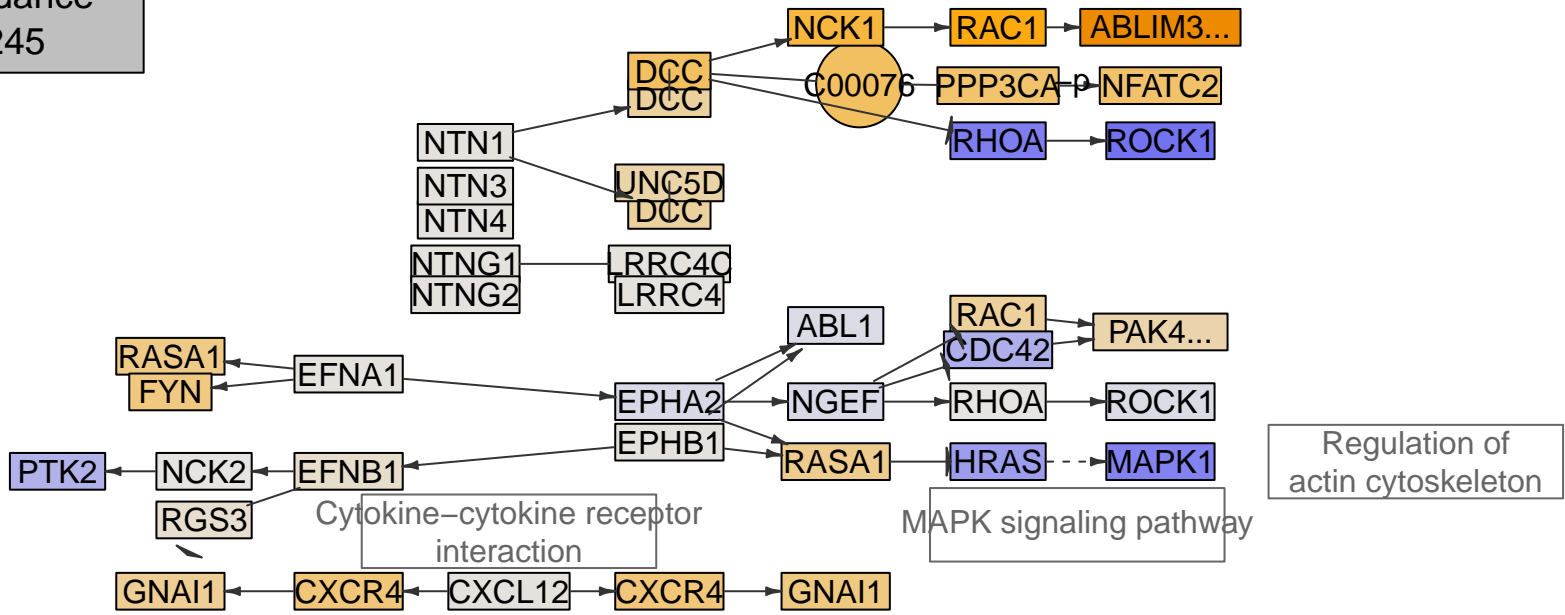 245
NCK1
RAC1
ABLIM3...
DCC
DCC
C00076
PPP3CA
-p
NFATC2
NTN1
RHOA
ROCK1
NTN3
UNC5D
NTN4
DCC
NTNG1
LRRC4C
NTNG2
LRRC4
ABL1
RAC1
PAK4...
CDC42
RASA1
EFNA1
FYN
EPHA2
NGEF
RHOA
ROCK1
EPHB1
PTK2
NCK2
EFNB1
RASA1
HRAS
MAPK1
Regulation of
actin cytoskeleton
RGS3
Cytokine–cytokine receptor
interaction
MAPK signaling pathway
GNAI1
CXCR4
CXCL12
CXCR4
GNAI1